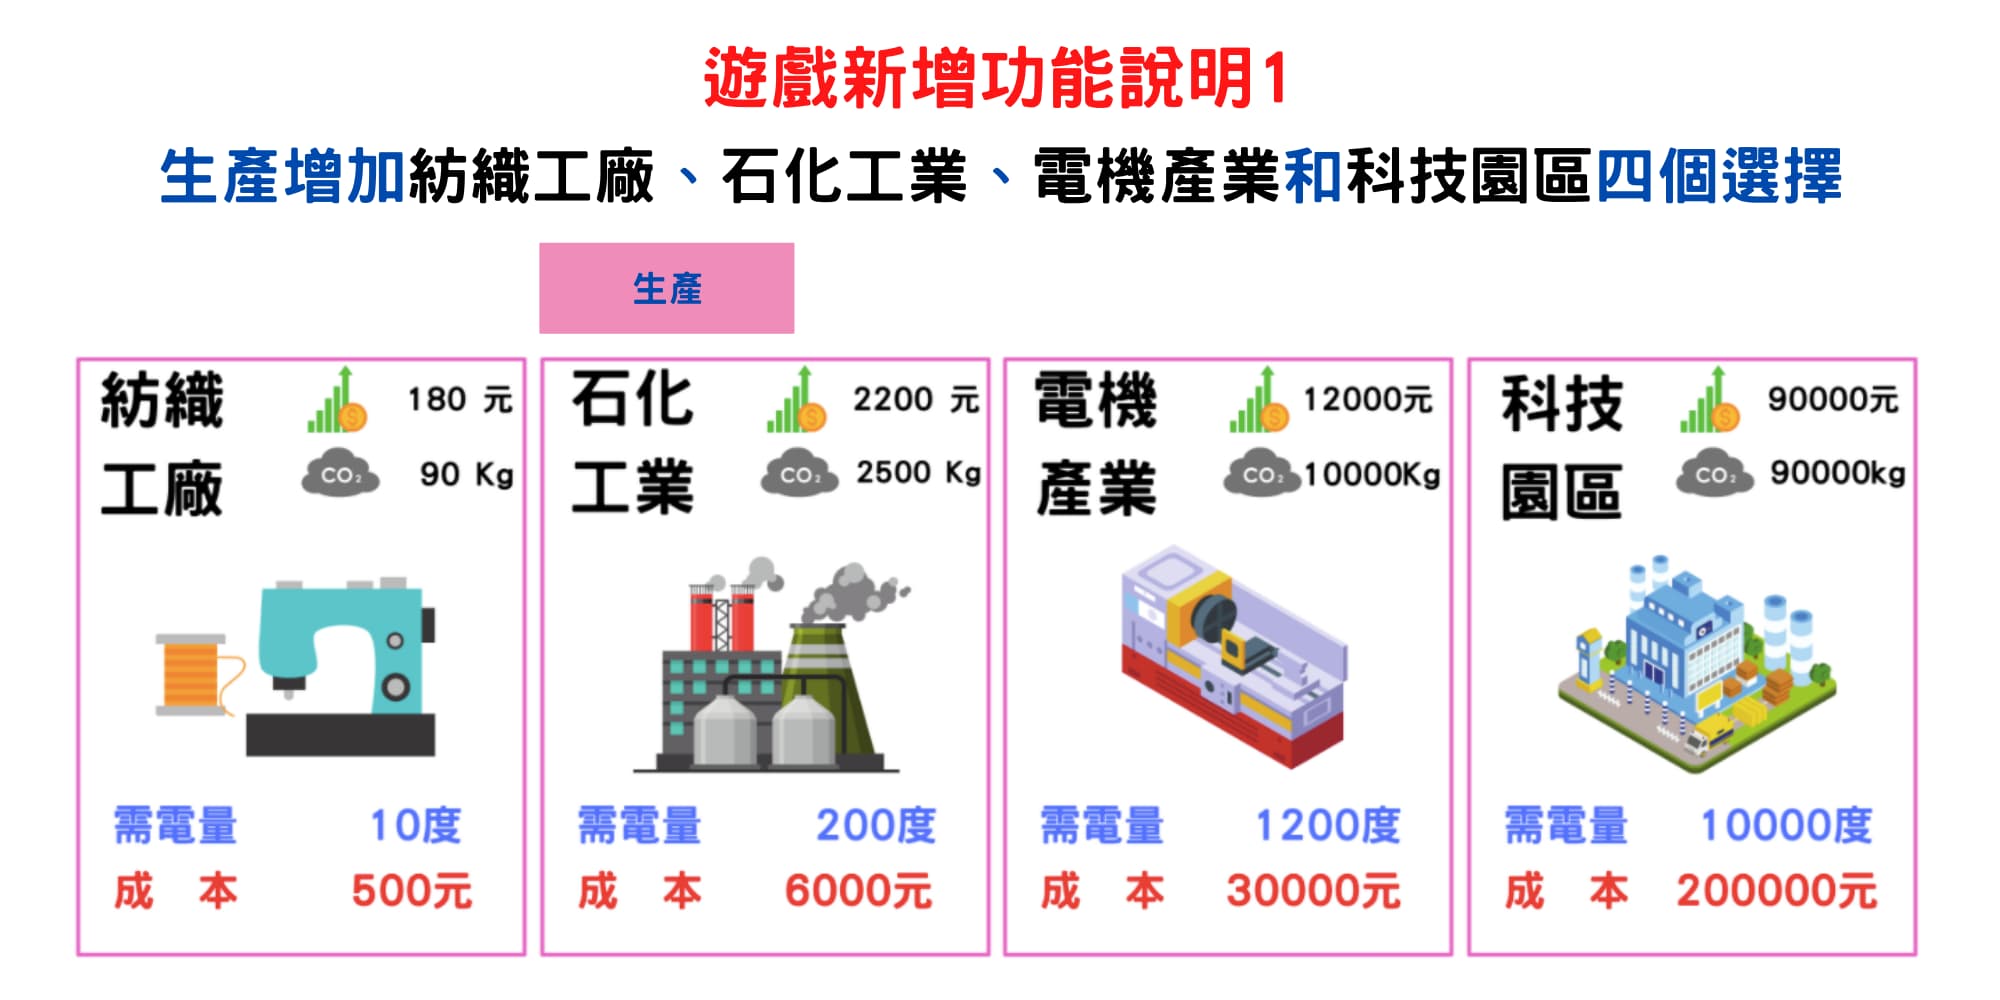 遊戲新增功能說明1
生產增加紡織工廠、石化工業、電機產業和科技園區四個選擇
生產
紡織
工廠
180 元
CO₂
90 Kg
需電量 10度
成 本 500元
石化
工業
2200 元
CO₂
2500 Kg
需電量 200度
成 本 6000元
電機
產業
12000元
CO₂
10000Kg
需電量 1200度
成 本 30000元
科技
園區
90000元
CO₂
90000kg
需電量 10000度
成 本 200000元